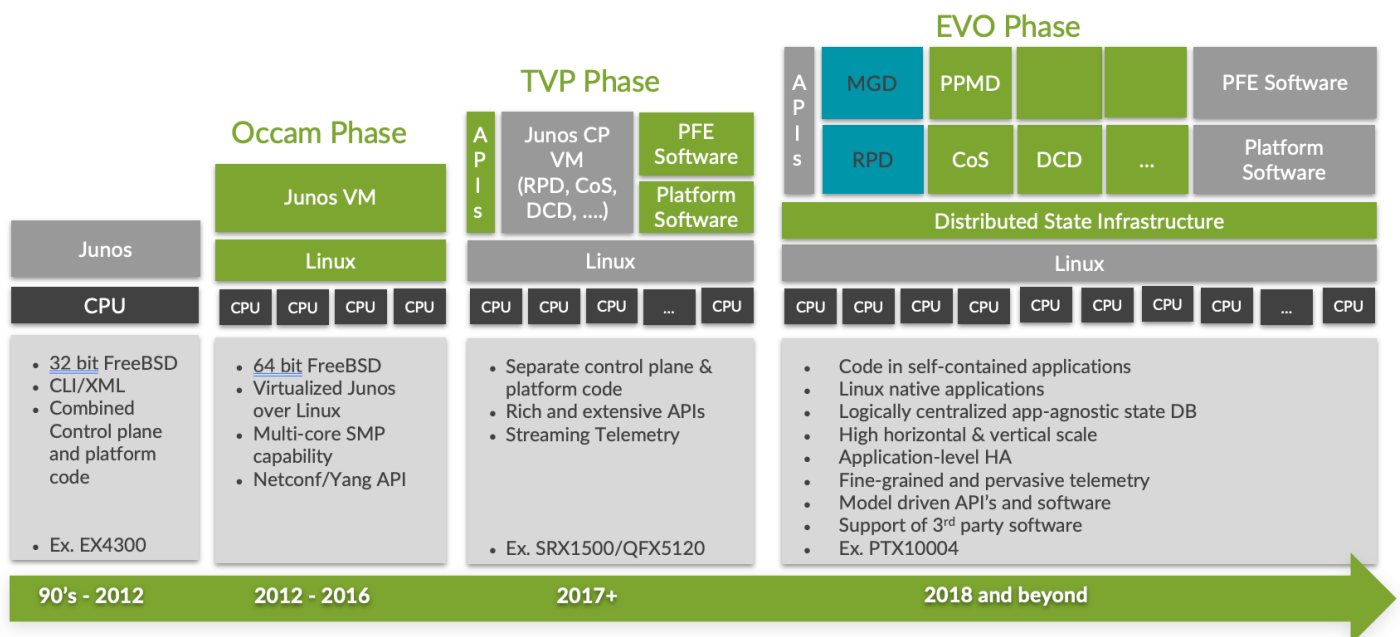 EVO Phase
TVP Phase
Occam Phase
Junos
CPU
Junos VM
Linux
CPU CPU CPU CPU
A
P
I
s
Junos CP
VM
(RPD, CoS,
DCD, ....)
PFE
Software
Platform
Software
Linux
CPU CPU CPU ... CPU
A
P
I
s
MGD PPMD PFE Software
RPD CoS DCD ... Platform
Software
Distributed State Infrastructure
Linux
CPU CPU CPU CPU CPU CPU CPU CPU ... CPU
• 32 bit FreeBSD
• CLI/XML
• Combined
Control plane
and platform
code
• Ex. EX4300
• 64 bit FreeBSD
• Virtualized Junos
over Linux
• Multi-core SMP
capability
• Netconf/Yang API
• Separate control plane &
platform code
• Rich and extensive APIs
• Streaming Telemetry
• Ex. SRX1500/QFX5120
• Code in self-contained applications
• Linux native applications
• Logically centralized app-agnostic state DB
• High horizontal & vertical scale
• Application-level HA
• Fine-grained and pervasive telemetry
• Model driven API's and software
• Support of 3rd party software
• Ex. PTX10004
90's - 2012
2012 - 2016
2017+
2018 and beyond